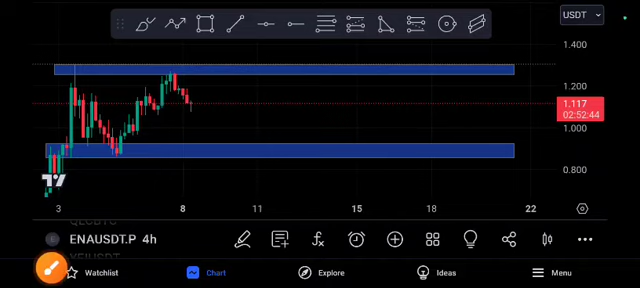 USDT
1.400
1.200
1.117
02:52:44
1.000
0.800
3 8 11 15 18 22
ENAUSDT.P 4h
Watchlist Chart Explore Ideas Menu